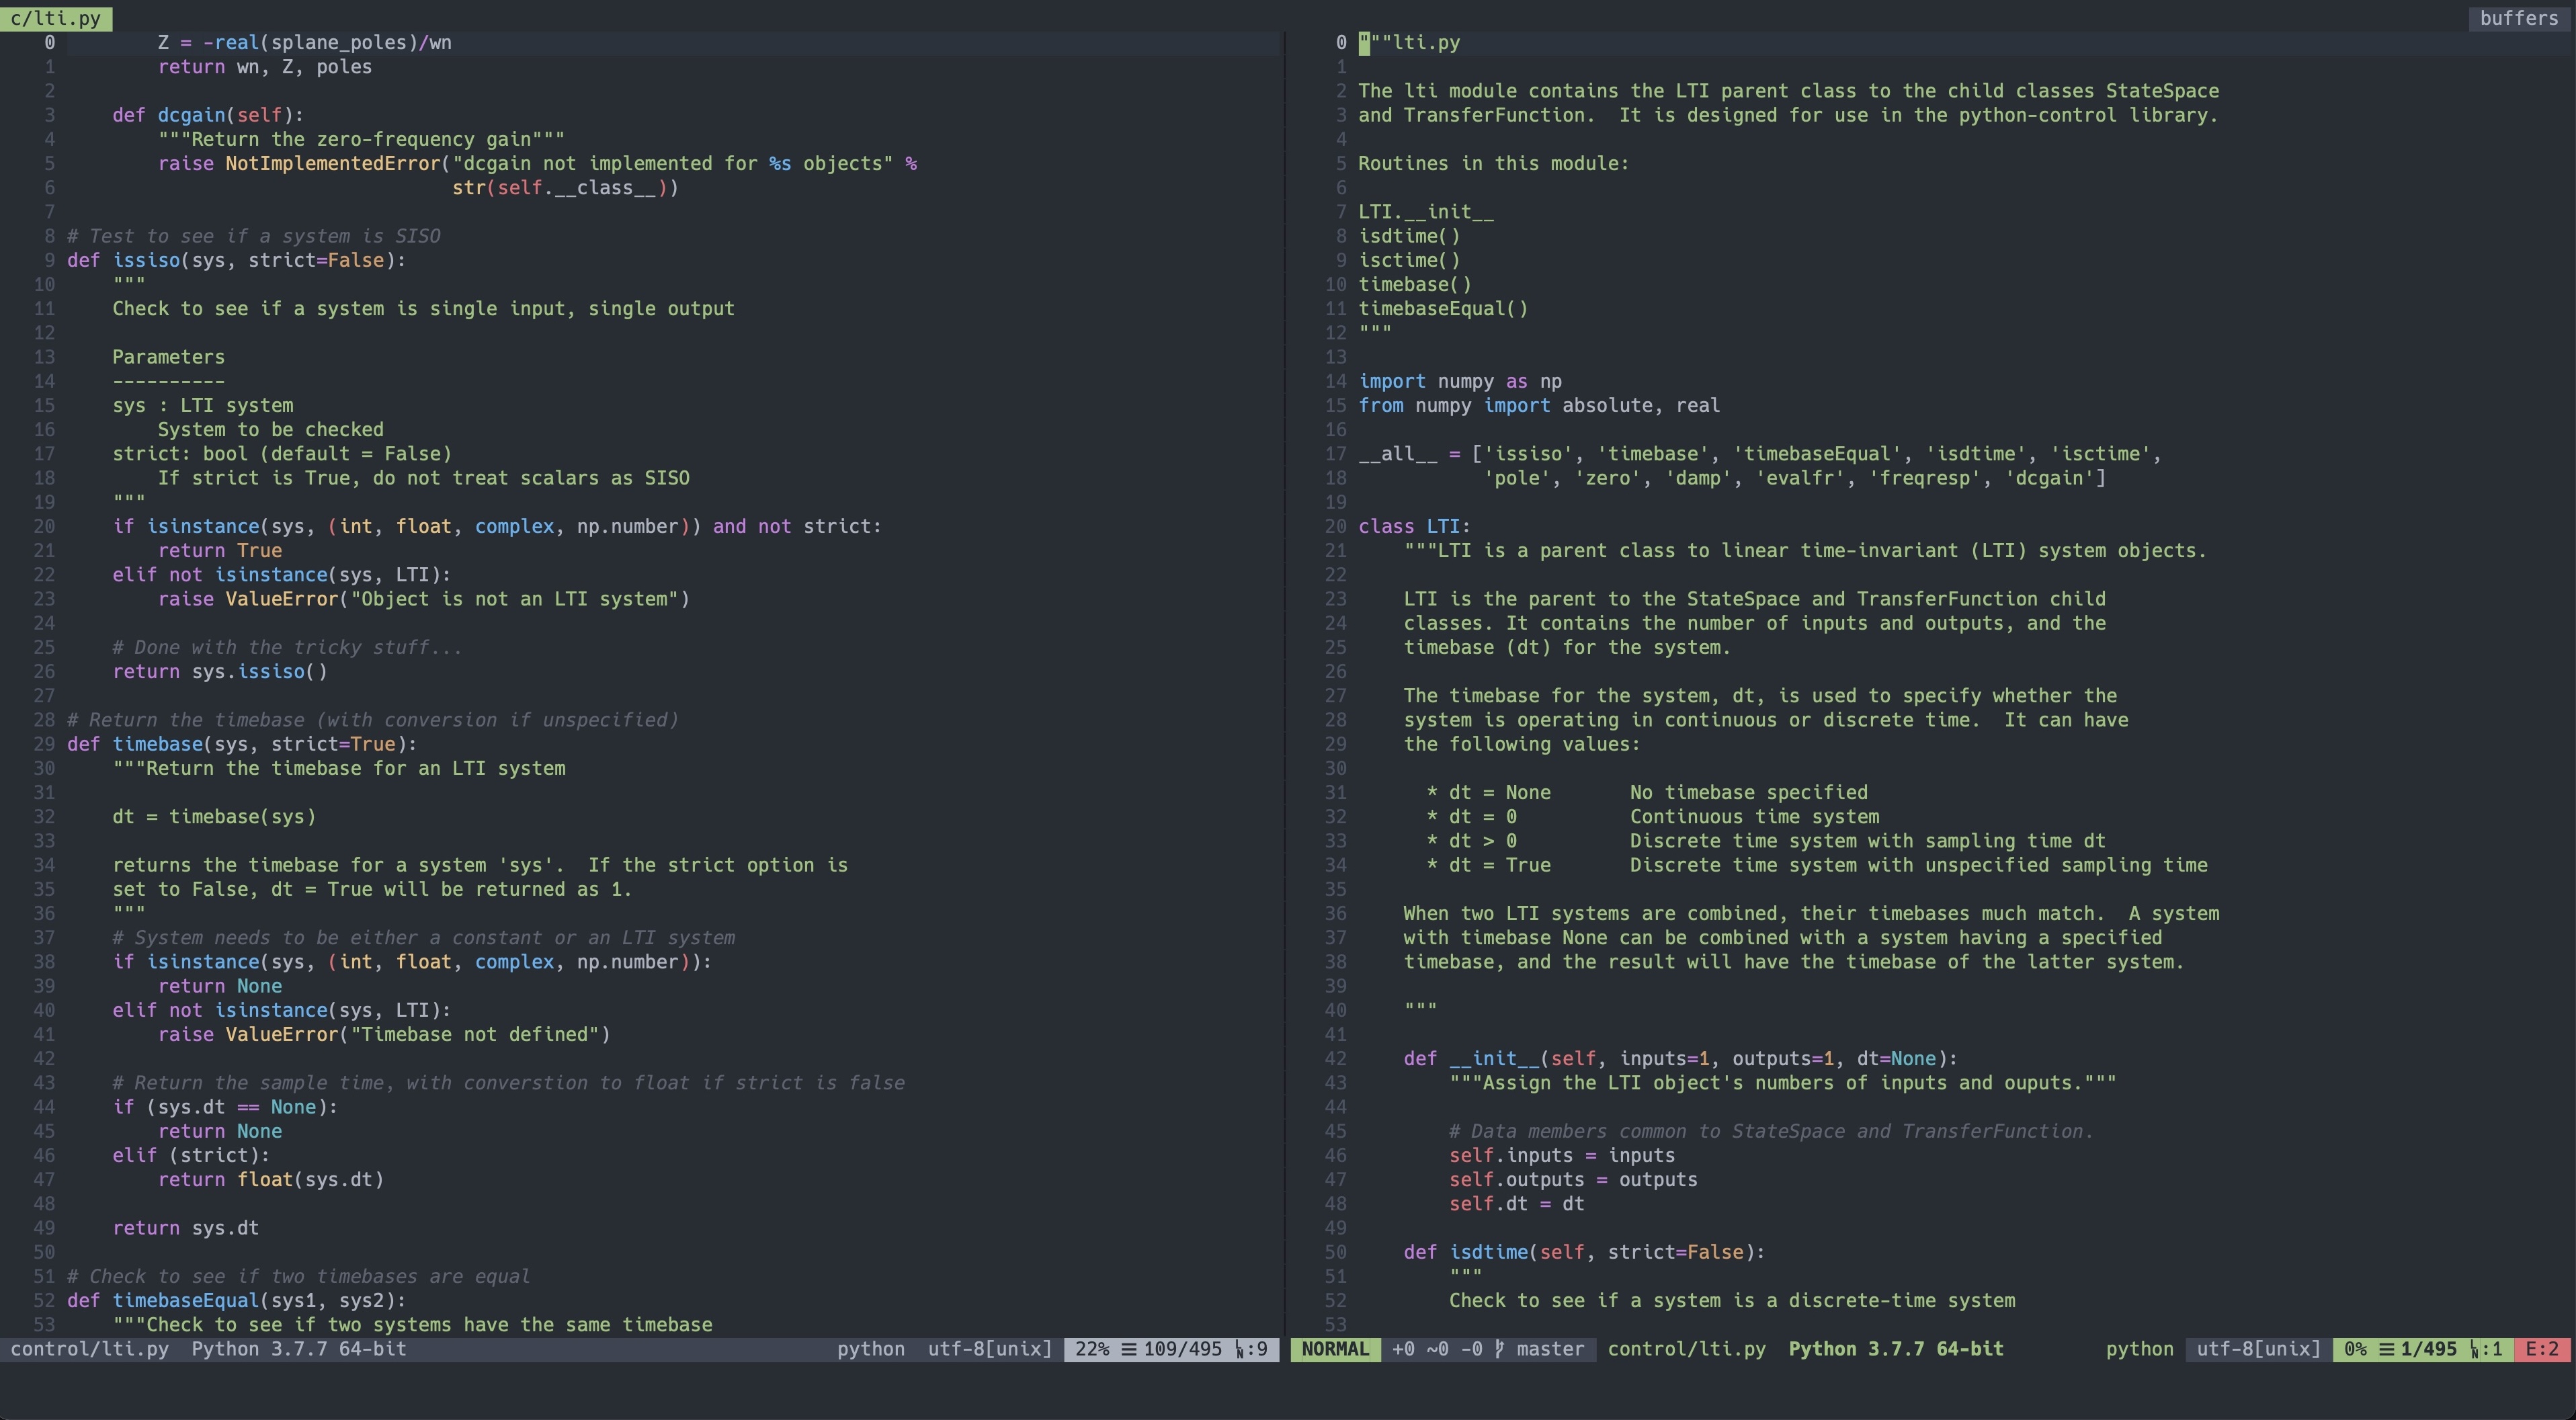 c/lti.py
buffers
0         Z = -real(splane_poles)/wn
1         return wn, Z, poles
2
3     def dcgain(self):
4         """Return the zero-frequency gain"""
5         raise NotImplementedError("dcgain not implemented for %s objects" %
6                                   str(self.__class__))
7
8 # Test to see if a system is SISO
9 def issiso(sys, strict=False):
10     """
11     Check to see if a system is single input, single output
12
13     Parameters
14     ----------
15     sys : LTI system
16         System to be checked
17     strict: bool (default = False)
18         If strict is True, do not treat scalars as SISO
19     """
20     if isinstance(sys, (int, float, complex, np.number)) and not strict:
21         return True
22     elif not isinstance(sys, LTI):
23         raise ValueError("Object is not an LTI system")
24
25     # Done with the tricky stuff...
26     return sys.issiso()
27
28 # Return the timebase (with conversion if unspecified)
29 def timebase(sys, strict=True):
30     """Return the timebase for an LTI system
31
32     dt = timebase(sys)
33
34     returns the timebase for a system 'sys'.  If the strict option is
35     set to False, dt = True will be returned as 1.
36     """
37     # System needs to be either a constant or an LTI system
38     if isinstance(sys, (int, float, complex, np.number)):
39         return None
40     elif not isinstance(sys, LTI):
41         raise ValueError("Timebase not defined")
42
43     # Return the sample time, with converstion to float if strict is false
44     if (sys.dt == None):
45         return None
46     elif (strict):
47         return float(sys.dt)
48
49     return sys.dt
50
51 # Check to see if two timebases are equal
52 def timebaseEqual(sys1, sys2):
53     """Check to see if two systems have the same timebase
control/lti.py  Python 3.7.7 64-bit    python  utf-8[unix]  22% ☰ 109/495 ㏑:9
0 """lti.py
1
2 The lti module contains the LTI parent class to the child classes StateSpace
3 and TransferFunction.  It is designed for use in the python-control library.
4
5 Routines in this module:
6
7 LTI.__init__
8 isdtime()
9 isctime()
10 timebase()
11 timebaseEqual()
12 """
13
14 import numpy as np
15 from numpy import absolute, real
16
17 __all__ = ['issiso', 'timebase', 'timebaseEqual', 'isdtime', 'isctime',
18            'pole', 'zero', 'damp', 'evalfr', 'freqresp', 'dcgain']
19
20 class LTI:
21     """LTI is a parent class to linear time-invariant (LTI) system objects.
22
23     LTI is the parent to the StateSpace and TransferFunction child
24     classes. It contains the number of inputs and outputs, and the
25     timebase (dt) for the system.
26
27     The timebase for the system, dt, is used to specify whether the
28     system is operating in continuous or discrete time.  It can have
29     the following values:
30
31       * dt = None       No timebase specified
32       * dt = 0          Continuous time system
33       * dt > 0          Discrete time system with sampling time dt
34       * dt = True       Discrete time system with unspecified sampling time
35
36     When two LTI systems are combined, their timebases much match.  A system
37     with timebase None can be combined with a system having a specified
38     timebase, and the result will have the timebase of the latter system.
39
40     """
41
42     def __init__(self, inputs=1, outputs=1, dt=None):
43         """Assign the LTI object's numbers of inputs and ouputs."""
44
45         # Data members common to StateSpace and TransferFunction.
46         self.inputs = inputs
47         self.outputs = outputs
48         self.dt = dt
49
50     def isdtime(self, strict=False):
51         """
52         Check to see if a system is a discrete-time system
53
NORMAL  +0 ~0 -0 master  control/lti.py  Python 3.7.7 64-bit    python  utf-8[unix]  0% ☰ 1/495 ㏑:1  E:2